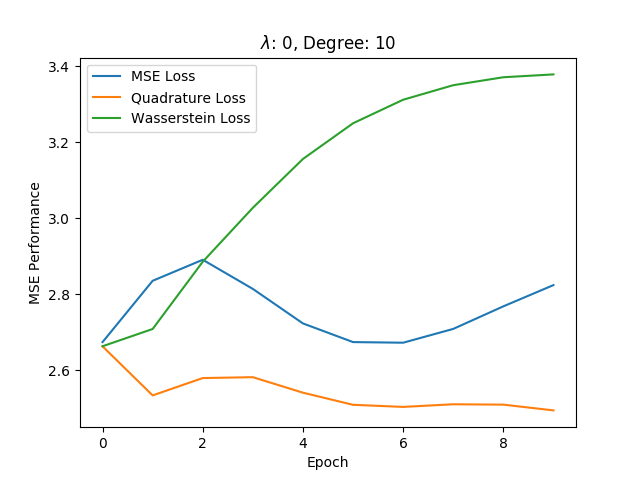 λ: 0, Degree: 10
MSE Loss
Quadrature Loss
Wasserstein Loss
MSE Performance
3.4
3.2
3.0
2.8
2.6
0 2 4 6 8
Epoch